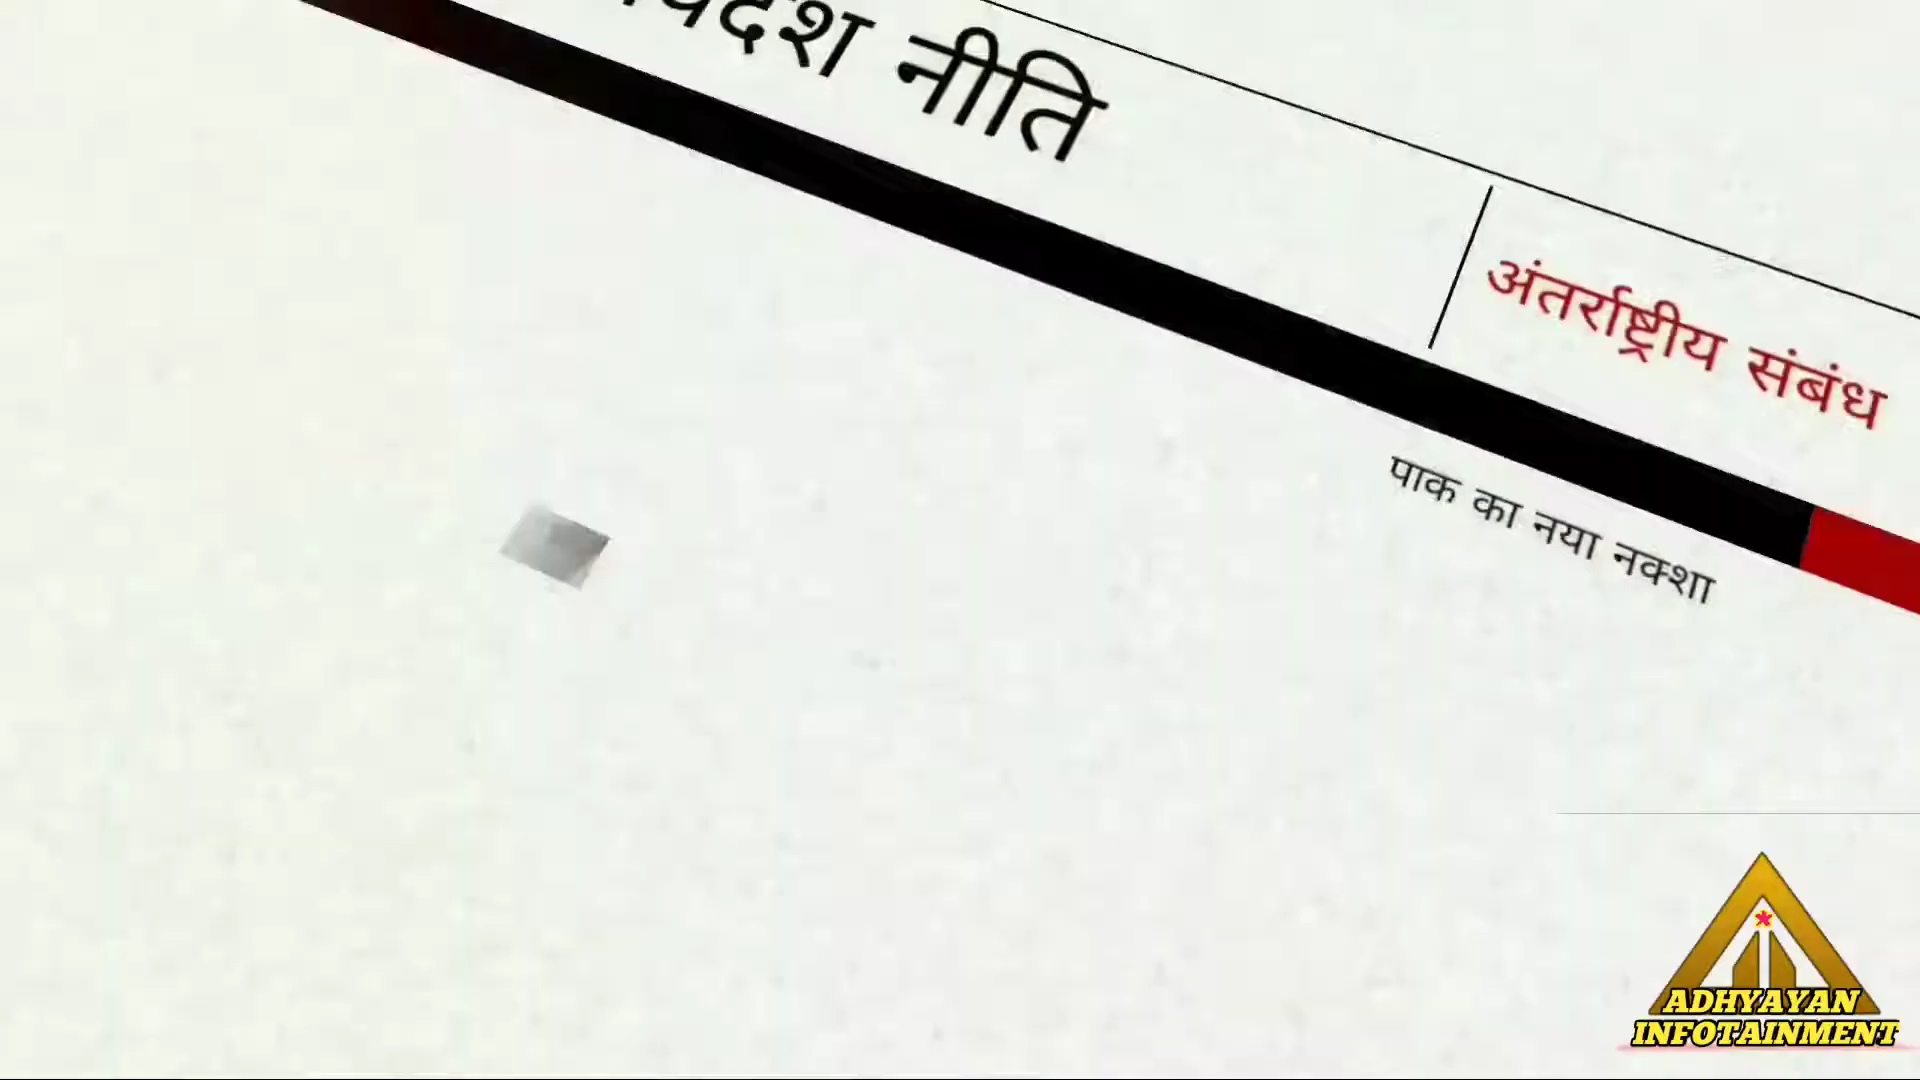 नीति
अंतर्राष्ट्रीय संबंध
पाक का नया नक्शा
ADHYAYAN
INFOTAINMENT